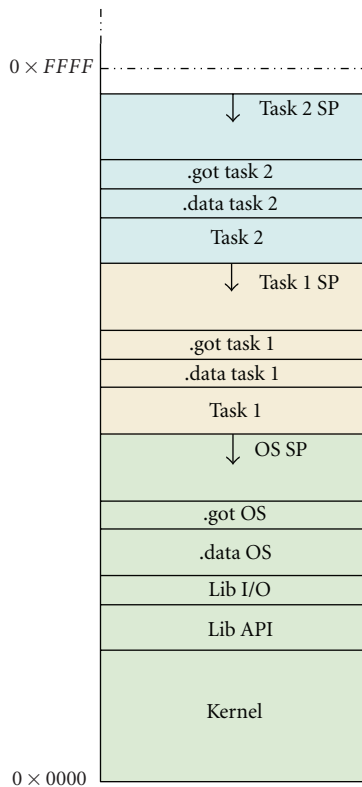 0 × FFFF
Task 2 SP
.got task 2
.data task 2
Task 2
Task 1 SP
.got task 1
.data task 1
Task 1
OS SP
.got OS
.data OS
Lib I/O
Lib API
Kernel
0 × 0000